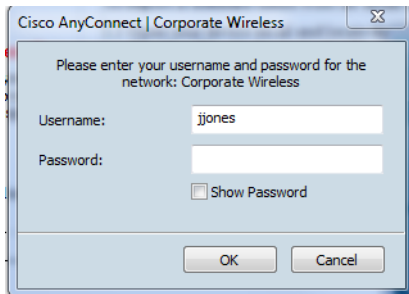 Cisco AnyConnect | Corporate Wireless
Please enter your username and password for the
network: Corporate Wireless
Username:
jjones
Password:
Show Password
OK
Cancel